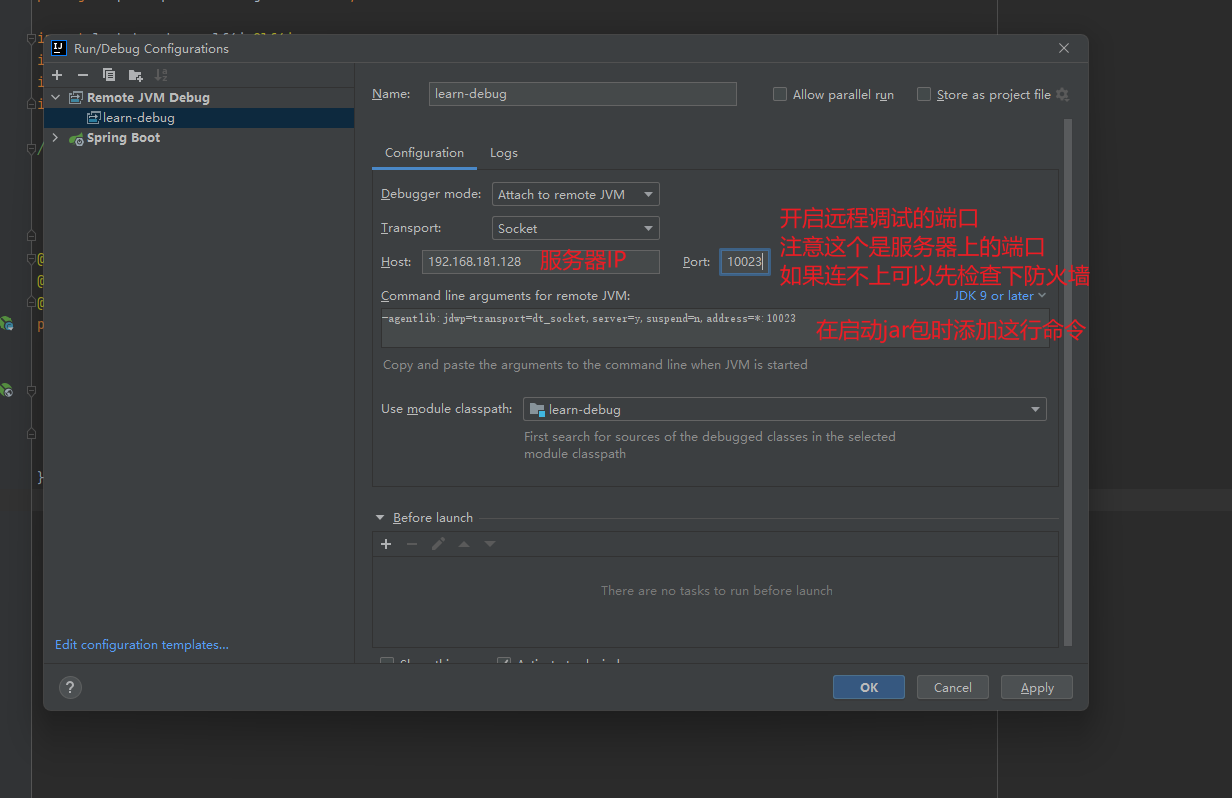 Run/Debug Configurations
Remote JVM Debug
learn-debug
Spring Boot
Name: learn-debug
Allow parallel run
Store as project file
Configuration
Logs
Debugger mode: Attach to remote JVM
Transport: Socket
Host: 192.168.181.128 服务器IP
Port: 10023
开启远程调试的端口
注意这个是服务器上的端口
如果连不上可以先检查下防火墙
Command line arguments for remote JVM:
JDK 9 or later
-agentlib:jdwp=transport=dt_socket,server=y,suspend=n,address=*:10023
在启动jar包时添加这行命令
Copy and paste the arguments to the command line when JVM is started
Use module classpath: learn-debug
First search for sources of the debugged classes in the selected
module classpath
Before launch
There are no tasks to run before launch
Edit configuration templates...
?
OK
Cancel
Apply